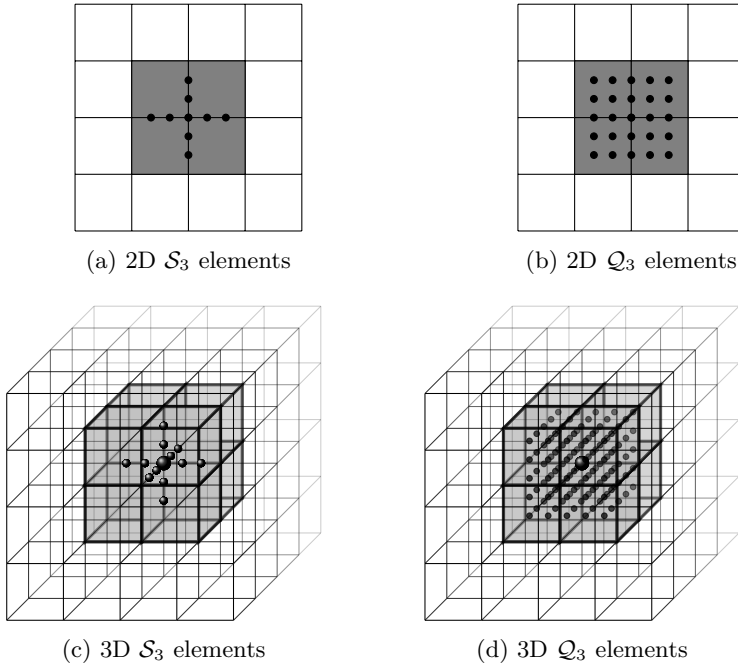 (a) 2D 𝒮₃ elements
(b) 2D 𝒬₃ elements
(c) 3D 𝒮₃ elements
(d) 3D 𝒬₃ elements